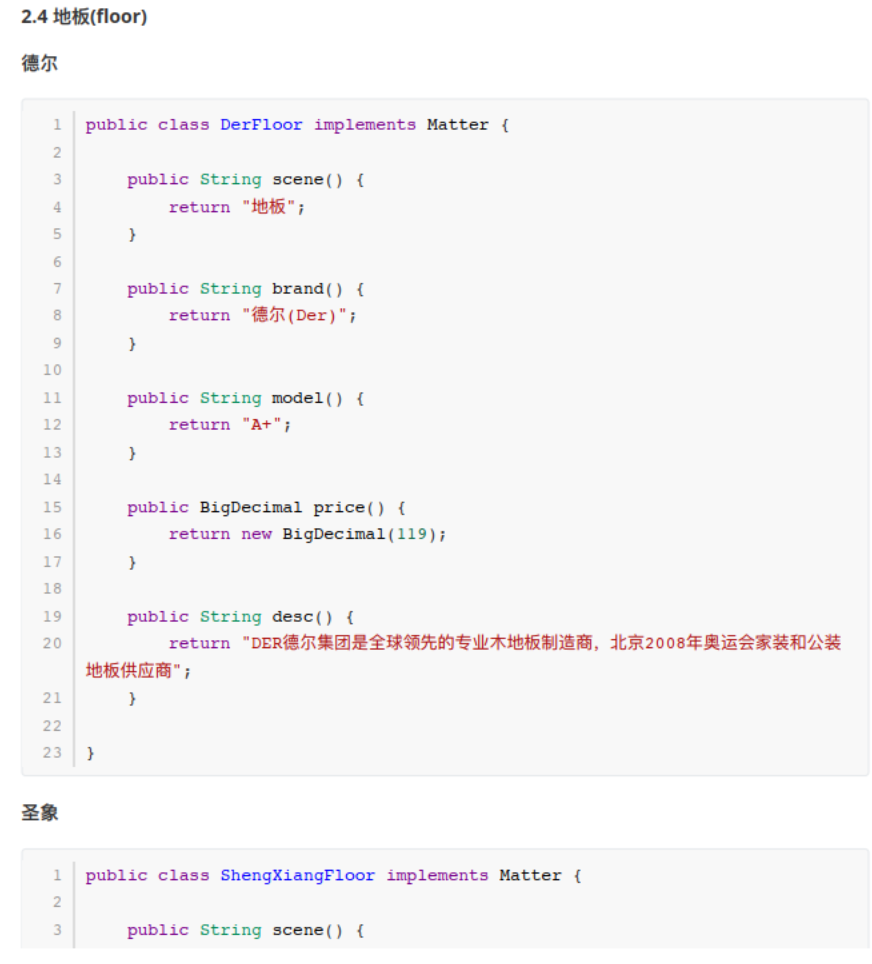 2.4 地板(floor)
德尔
1 public class DerFloor implements Matter {
2
3     public String scene() {
4         return "地板";
5     }
6
7     public String brand() {
8         return "德尔(Der)";
9     }
10
11     public String model() {
12         return "A+";
13     }
14
15     public BigDecimal price() {
16         return new BigDecimal(119);
17     }
18
19     public String desc() {
20         return "DER德尔集团是全球领先的专业木地板制造商，北京2008年奥运会家装和公装
地板供应商";
21     }
22
23 }
圣象
1 public class ShengXiangFloor implements Matter {
2
3     public String scene() {